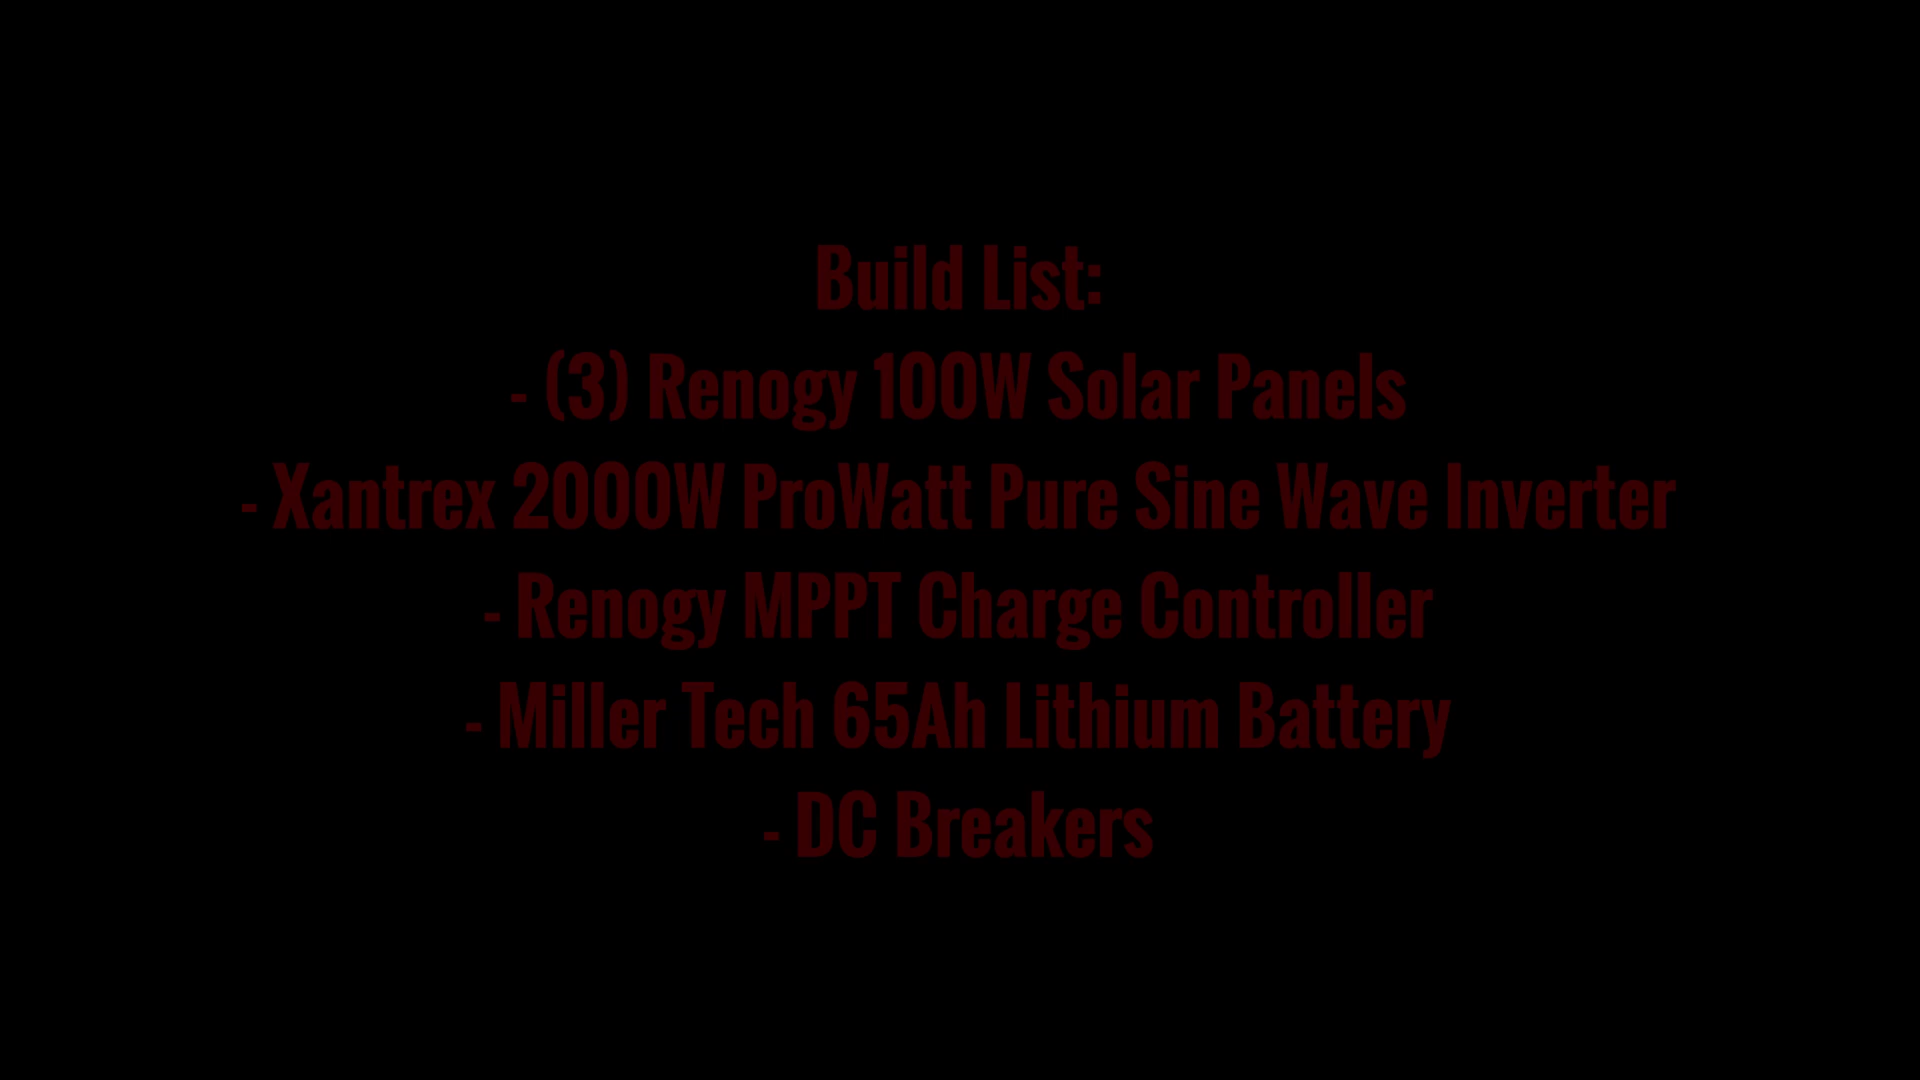 Build List:
- (3) Renogy 100W Solar Panels
- Xantrex 2000W ProWatt Pure Sine Wave Inverter
- Renogy MPPT Charge Controller
- Miller Tech 65Ah Lithium Battery
- DC Breakers